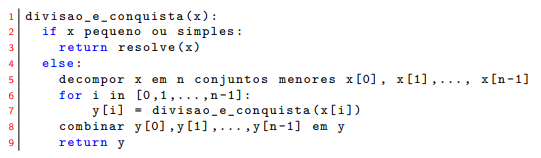 1 divisao_e_conquista(x):
2 if x pequeno ou simples:
3 return resolve(x)
4 else:
5 decompor x em n conjuntos menores x[0], x[1],..., x[n-1]
6 for i in [0,1,...,n-1]:
7 y[i] = divisao_e_conquista(x[i])
8 combinar y[0],y[1],...,y[n-1] em y
9 return y